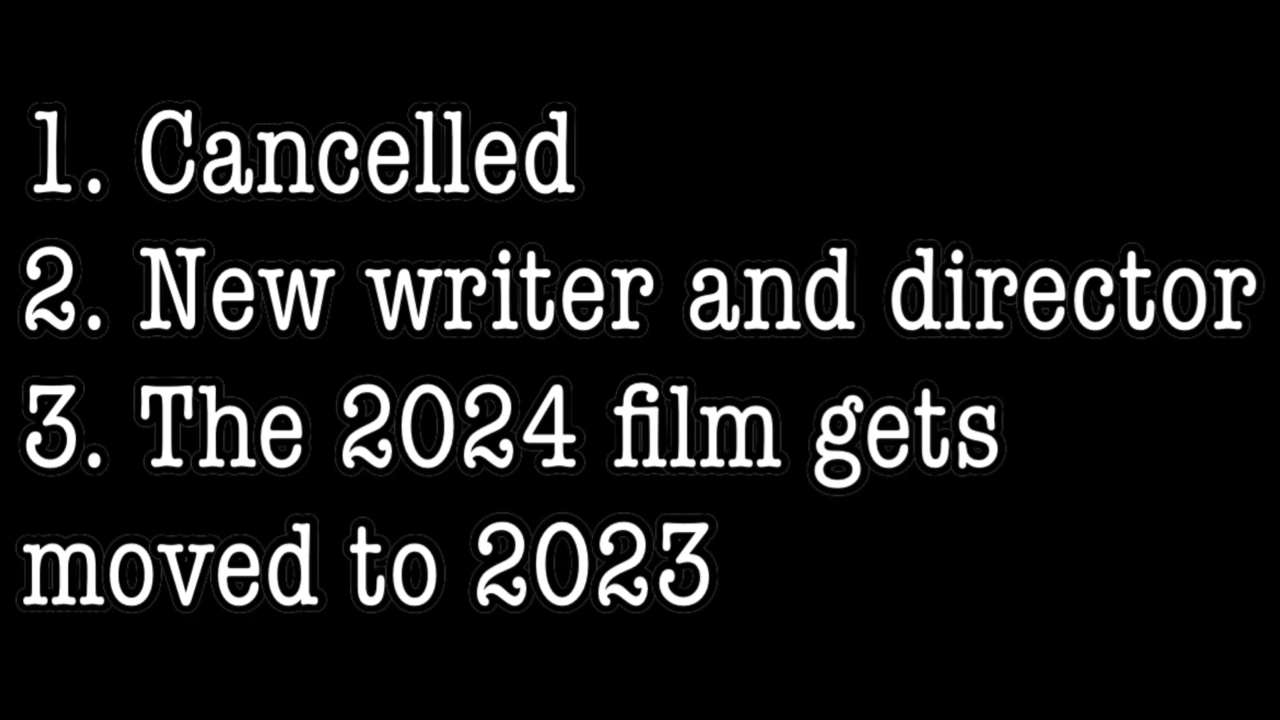 1. Cancelled
2. New writer and director
3. The 2024 film gets
moved to 2023